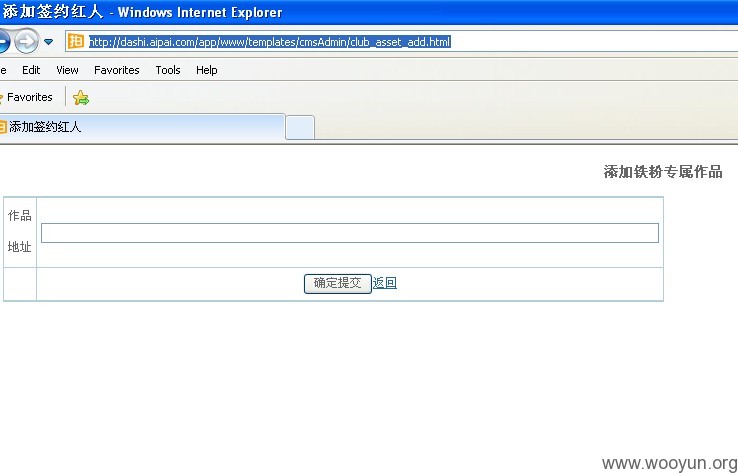 添加签约红人 - Windows Internet Explorer
http://dashi.aipai.com/app/www/templates/cmsAdmin/club_asset_add.html
Edit View Favorites Tools Help
Favorites
添加签约红人
添加铁粉专属作品
作品
地址
确定提交 返回
www.wooyun.org